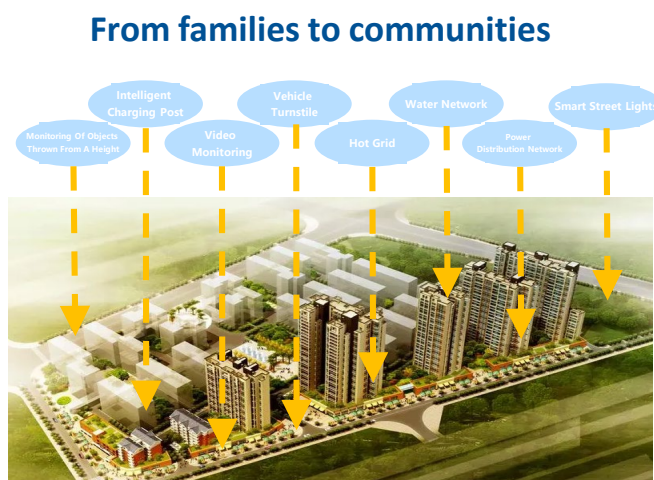 From families to communities
Intelligent
Charging Post
Vehicle
Turnstile
Water Network
Smart Street Lights
Monitoring Of Objects
Thrown From A Height
Video
Monitoring
Hot Grid
Power
Distribution Network